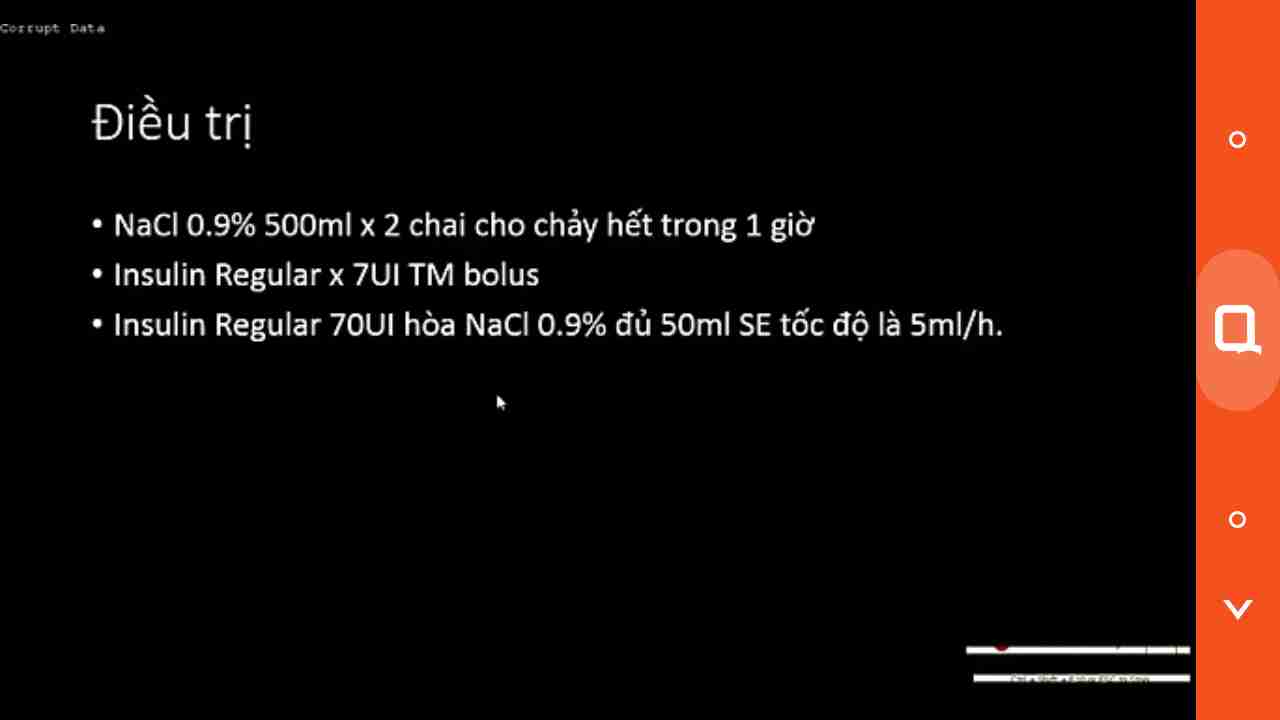 Corrupt Data
Điều trị
• NaCl 0.9% 500ml x 2 chai cho chảy hết trong 1 giờ
• Insulin Regular x 7UI TM bolus
• Insulin Regular 70UI hòa NaCl 0.9% đủ 50ml SE tốc độ là 5ml/h.